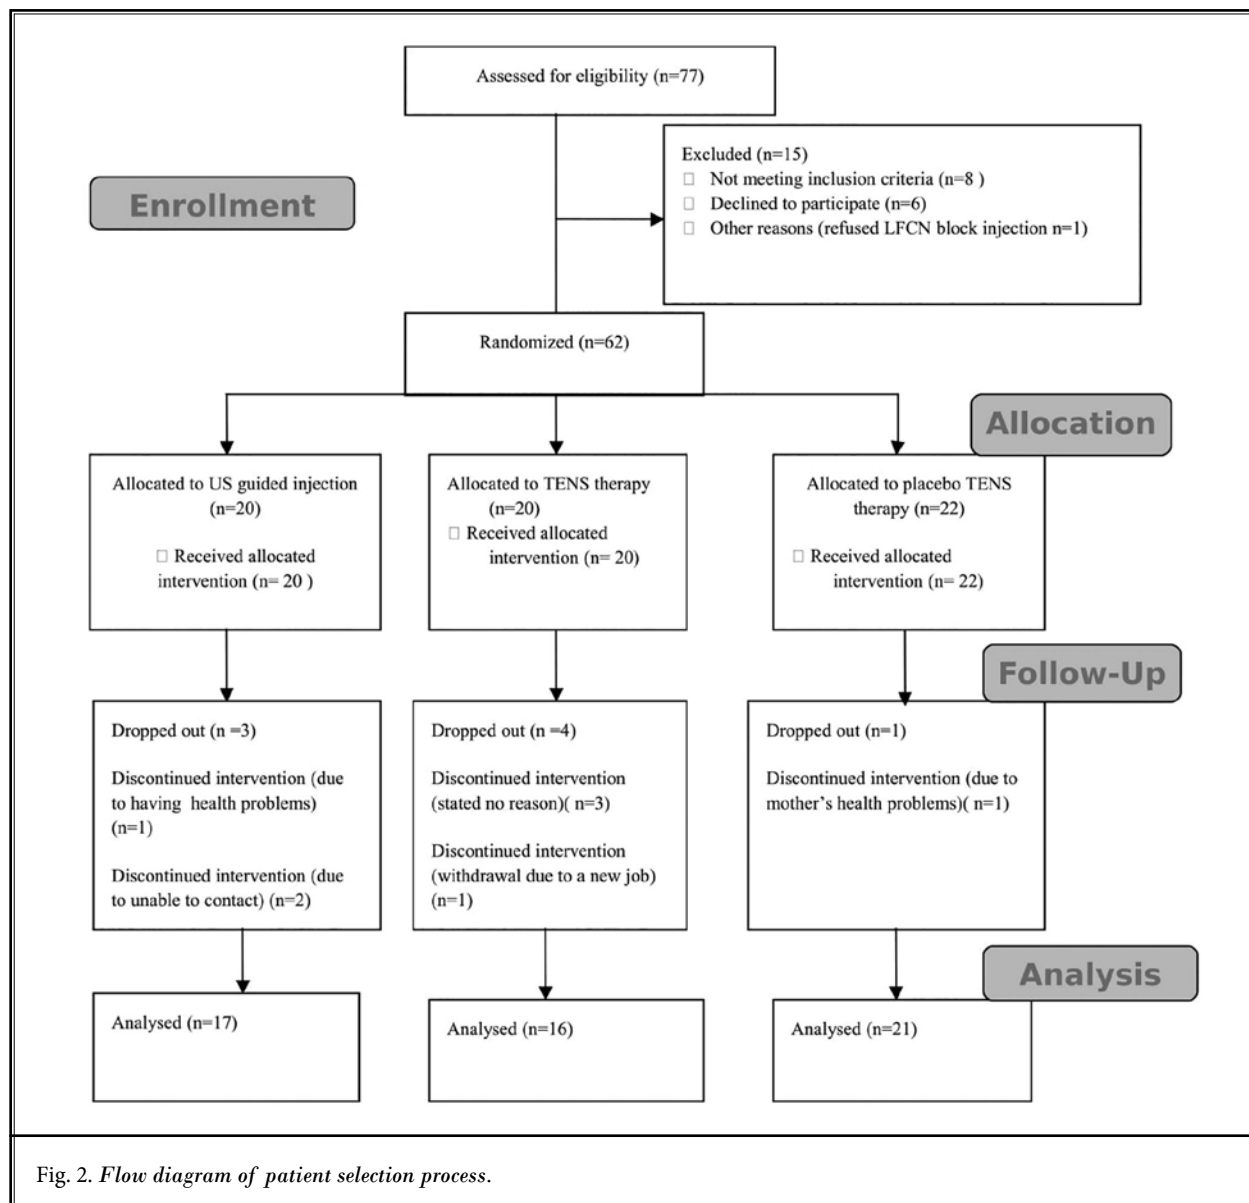 Assessed for eligibility (n=77)
Excluded (n=15)
□ Not meeting inclusion criteria (n=8 )
□ Declined to participate (n=6)
□ Other reasons (refused LFCN block injection n=1)
Enrollment
Randomized (n=62)
Allocation
Allocated to US guided injection
(n=20)
□ Received allocated
intervention (n= 20 )
Allocated to TENS therapy
(n=20)
□ Received allocated
intervention (n= 20)
Allocated to placebo TENS
therapy (n=22)
□ Received allocated
intervention (n= 22)
Follow-Up
Dropped out (n =3)
Discontinued intervention (due
to having health problems)
(n=1)
Discontinued intervention (due
to unable to contact) (n=2)
Dropped out (n =4)
Discontinued intervention
(stated no reason)( n=3)
Discontinued intervention
(withdrawal due to a new job)
(n=1)
Dropped out (n=1)
Discontinued intervention (due to
mother’s health problems)( n=1)
Analysis
Analysed (n=17)
Analysed (n=16)
Analysed (n=21)
Fig. 2. Flow diagram of patient selection process.